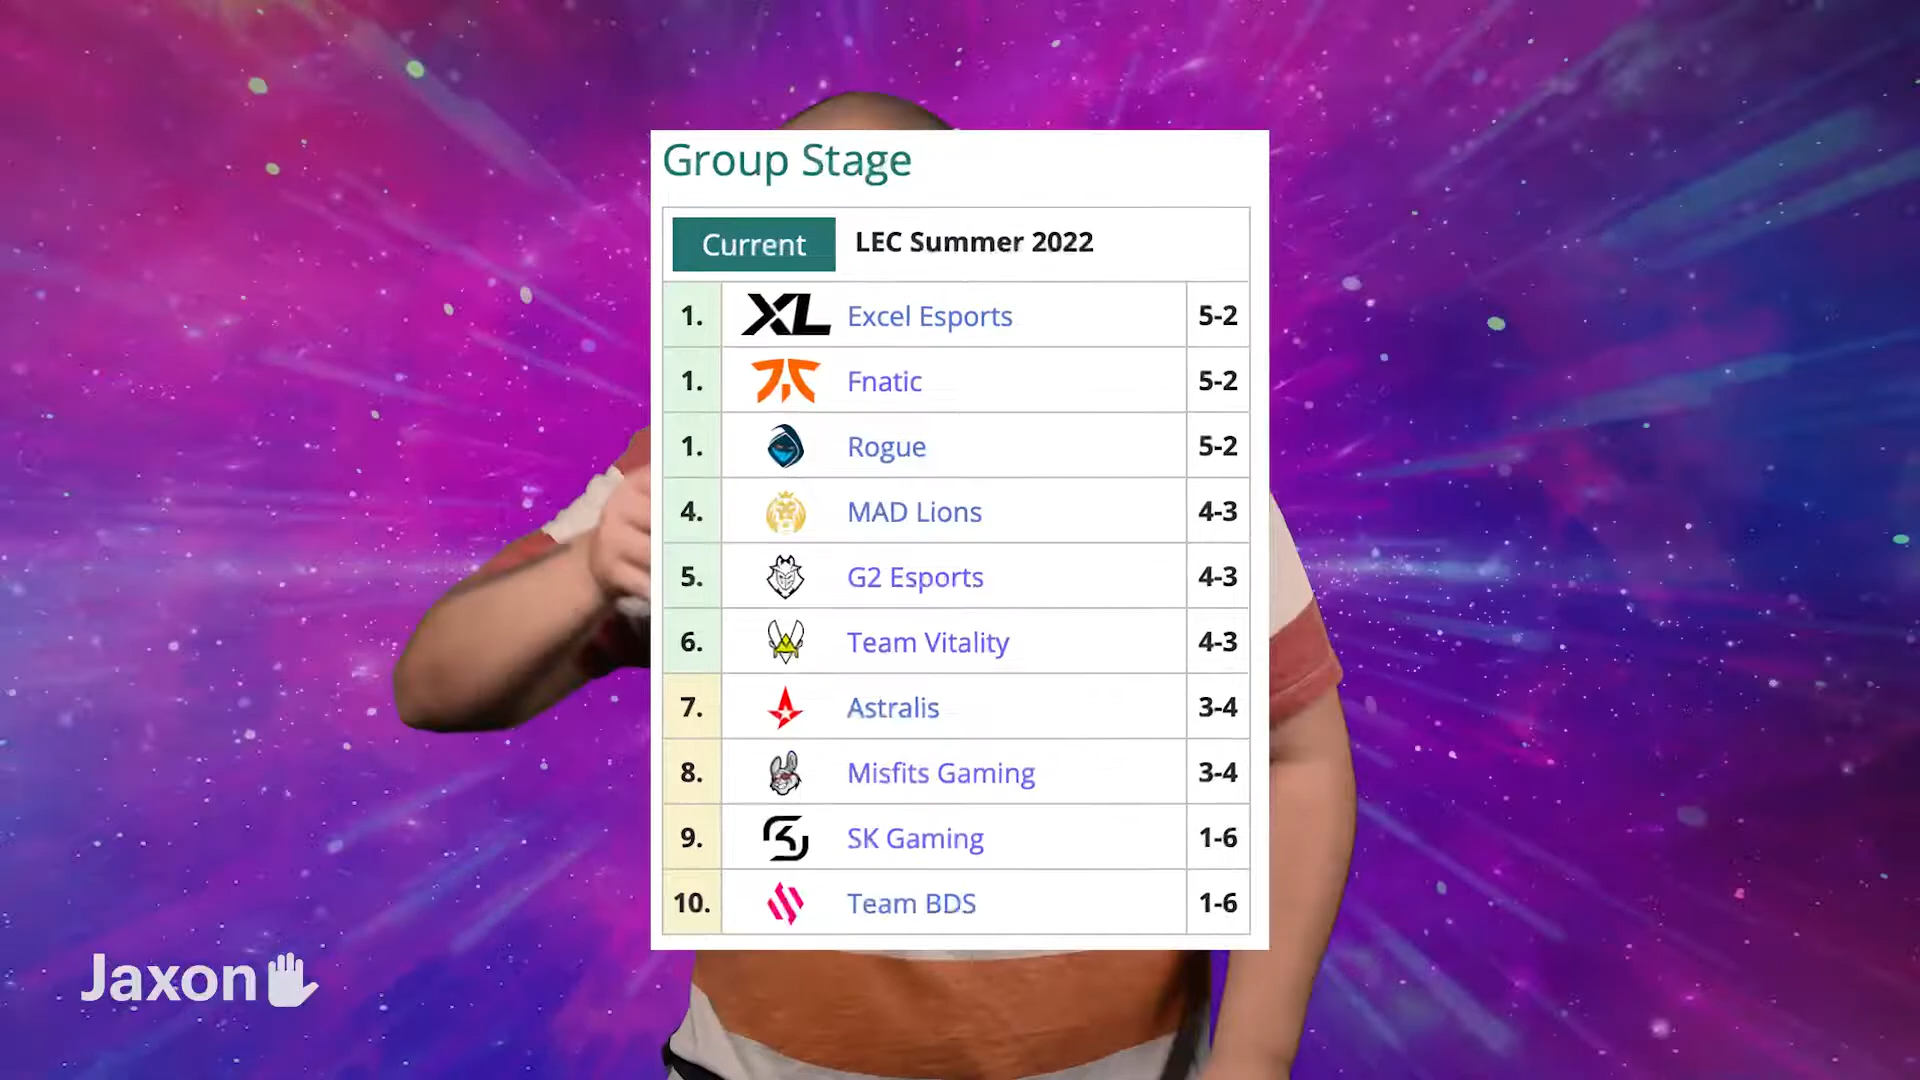 Group Stage
Current LEC Summer 2022
1. XL Excel Esports 5-2
1. Fnatic 5-2
1. Rogue 5-2
4. MAD Lions 4-3
5. G2 Esports 4-3
6. Team Vitality 4-3
7. Astralis 3-4
8. Misfits Gaming 3-4
9. SK Gaming 1-6
10. Team BDS 1-6
Jaxon